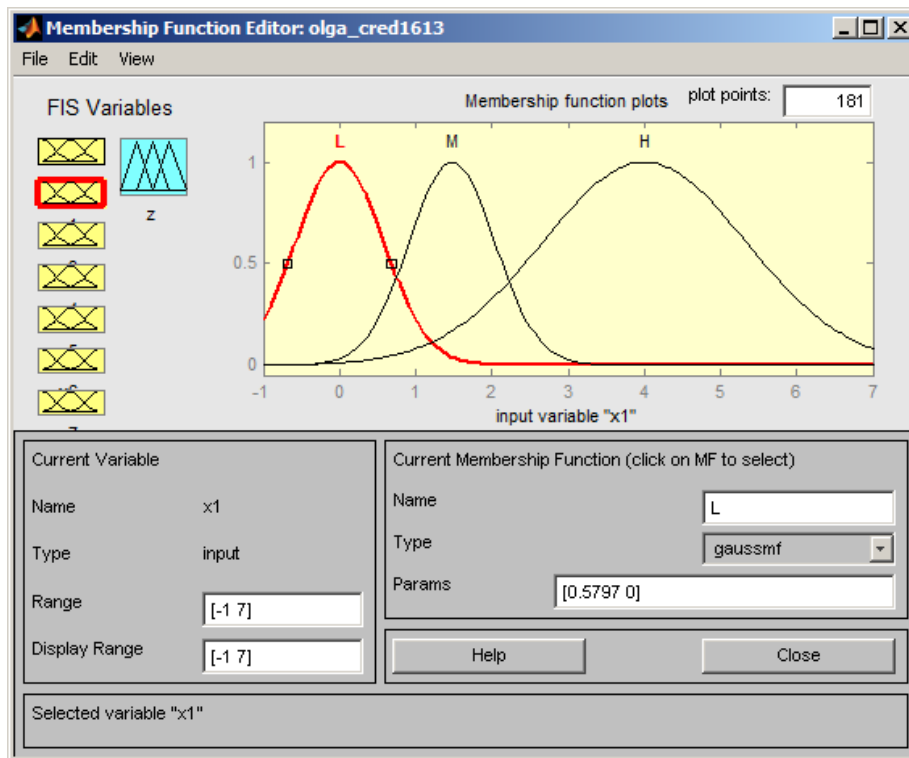 Membership Function Editor: olga_cred1613
File Edit View
FIS Variables
z
Membership function plots plot points: 181
L M H
1
0.5
0
-1 0 1 2 3 4 5 6 7
input variable "x1"
Current Variable
Name x1
Type input
Range [-1 7]
Display Range [-1 7]
Current Membership Function (click on MF to select)
Name L
Type gaussmf
Params [0.5797 0]
Help Close
Selected variable "x1"